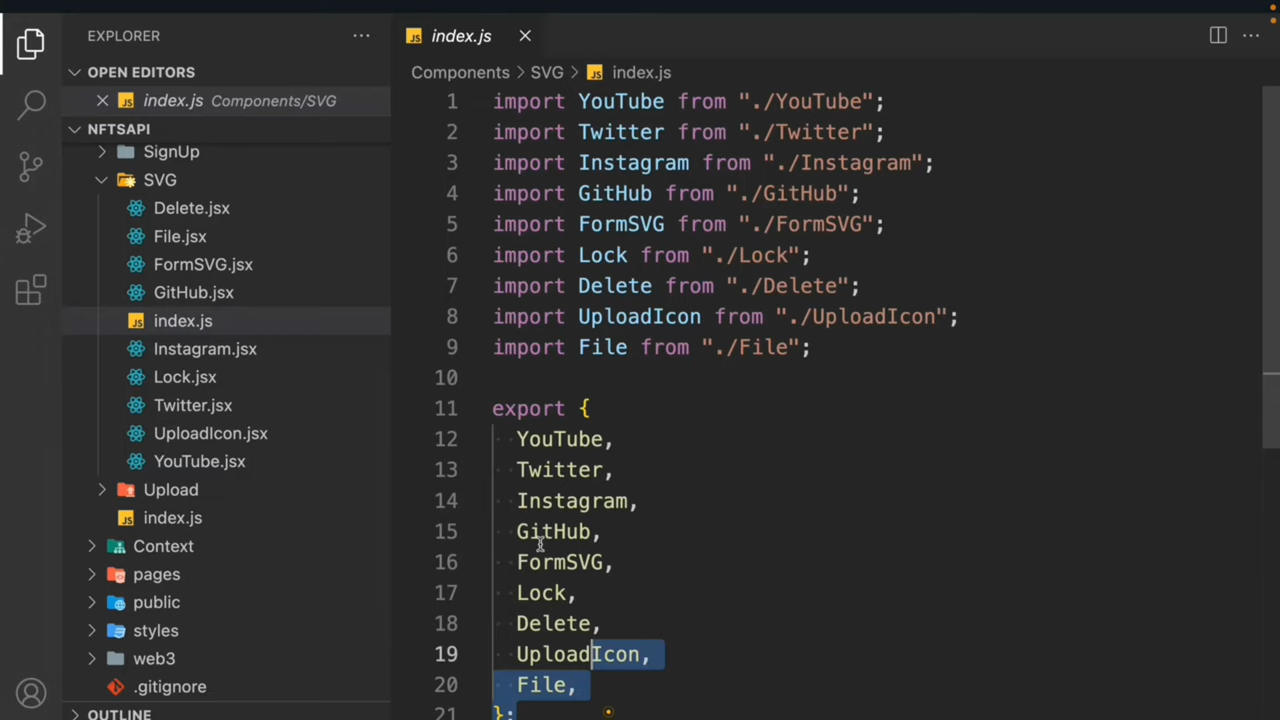 EXPLORER
OPEN EDITORS
index.js Components/SVG
NFTSAPI
SignUp
SVG
Delete.jsx
File.jsx
FormSVG.jsx
GitHub.jsx
index.js
Instagram.jsx
Lock.jsx
Twitter.jsx
UploadIcon.jsx
YouTube.jsx
Upload
index.js
Context
pages
public
styles
web3
.gitignore
OUTLINE
index.js
Components > SVG > index.js
1 import YouTube from "./YouTube";
2 import Twitter from "./Twitter";
3 import Instagram from "./Instagram";
4 import GitHub from "./GitHub";
5 import FormSVG from "./FormSVG";
6 import Lock from "./Lock";
7 import Delete from "./Delete";
8 import UploadIcon from "./UploadIcon";
9 import File from "./File";
10
11 export {
12 YouTube,
13 Twitter,
14 Instagram,
15 GitHub,
16 FormSVG,
17 Lock,
18 Delete,
19 UploadIcon,
20 File,
21 };